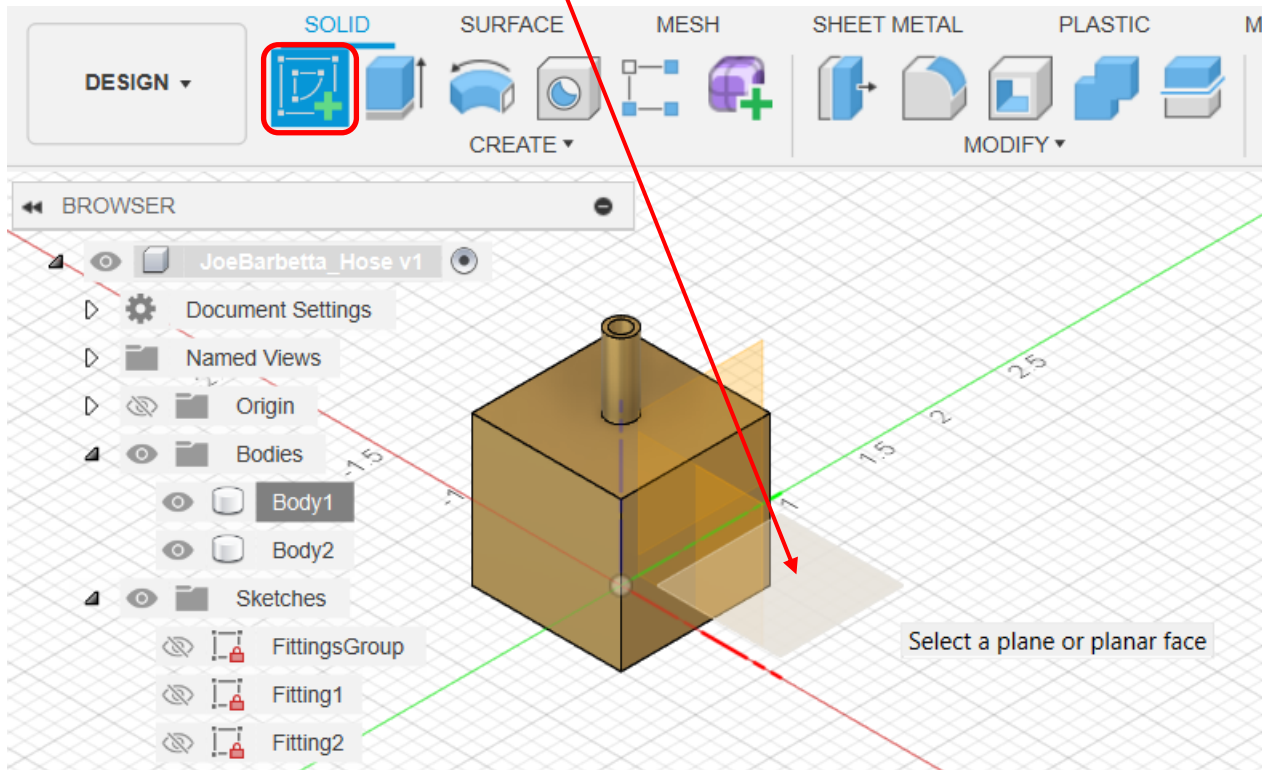 SOLID SURFACE MESH SHEET METAL PLASTIC M
DESIGN
CREATE MODIFY
BROWSER
JoeBarbetta_Hose v1
Document Settings
Named Views
Origin
Bodies
Body1
Body2
Sketches
FittingsGroup
Fitting1
Fitting2
-1.5
-1
1
1.5
2
2.5
Select a plane or planar face